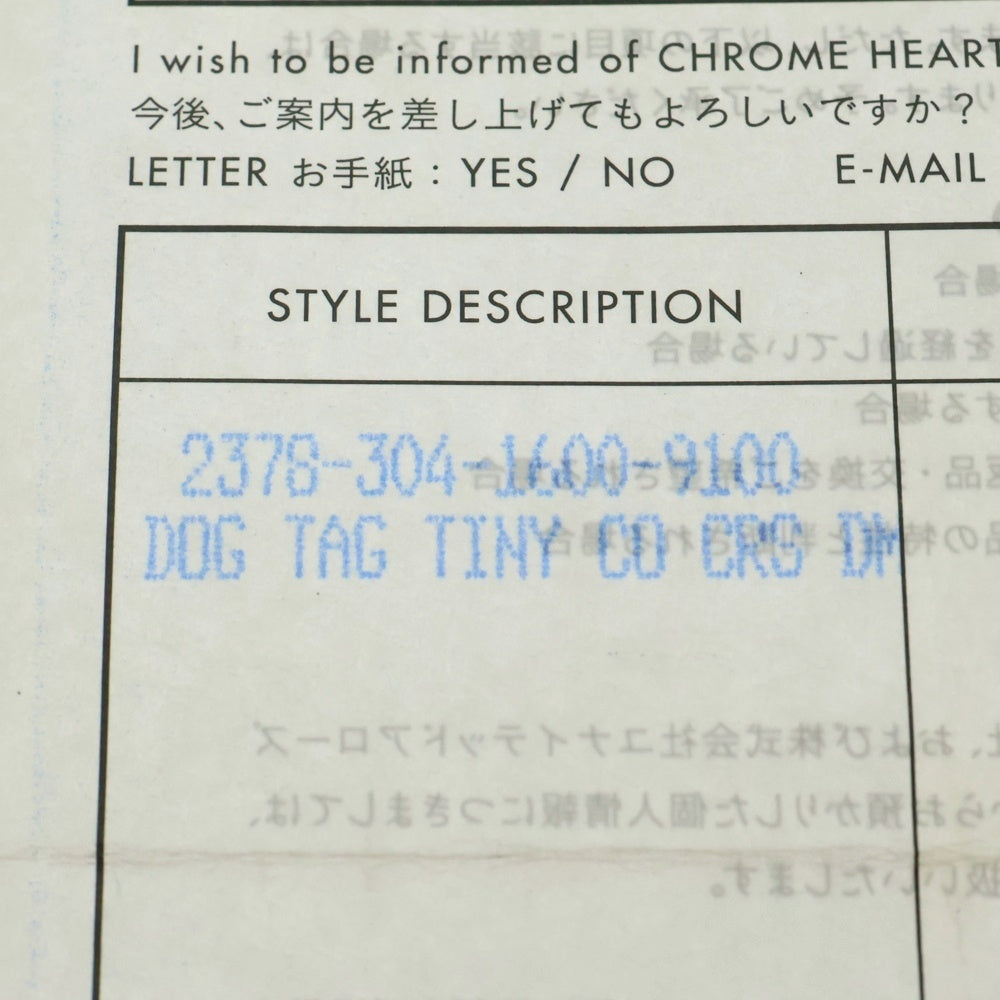 I wish to be informed of CHROME HEART
今後、ご案内を差し上げてもよろしいですか？
LETTER お手紙：YES / NO E-MAIL
STYLE DESCRIPTION
2378-304-1600-9100
DOG TAG TINY CO CRS DM